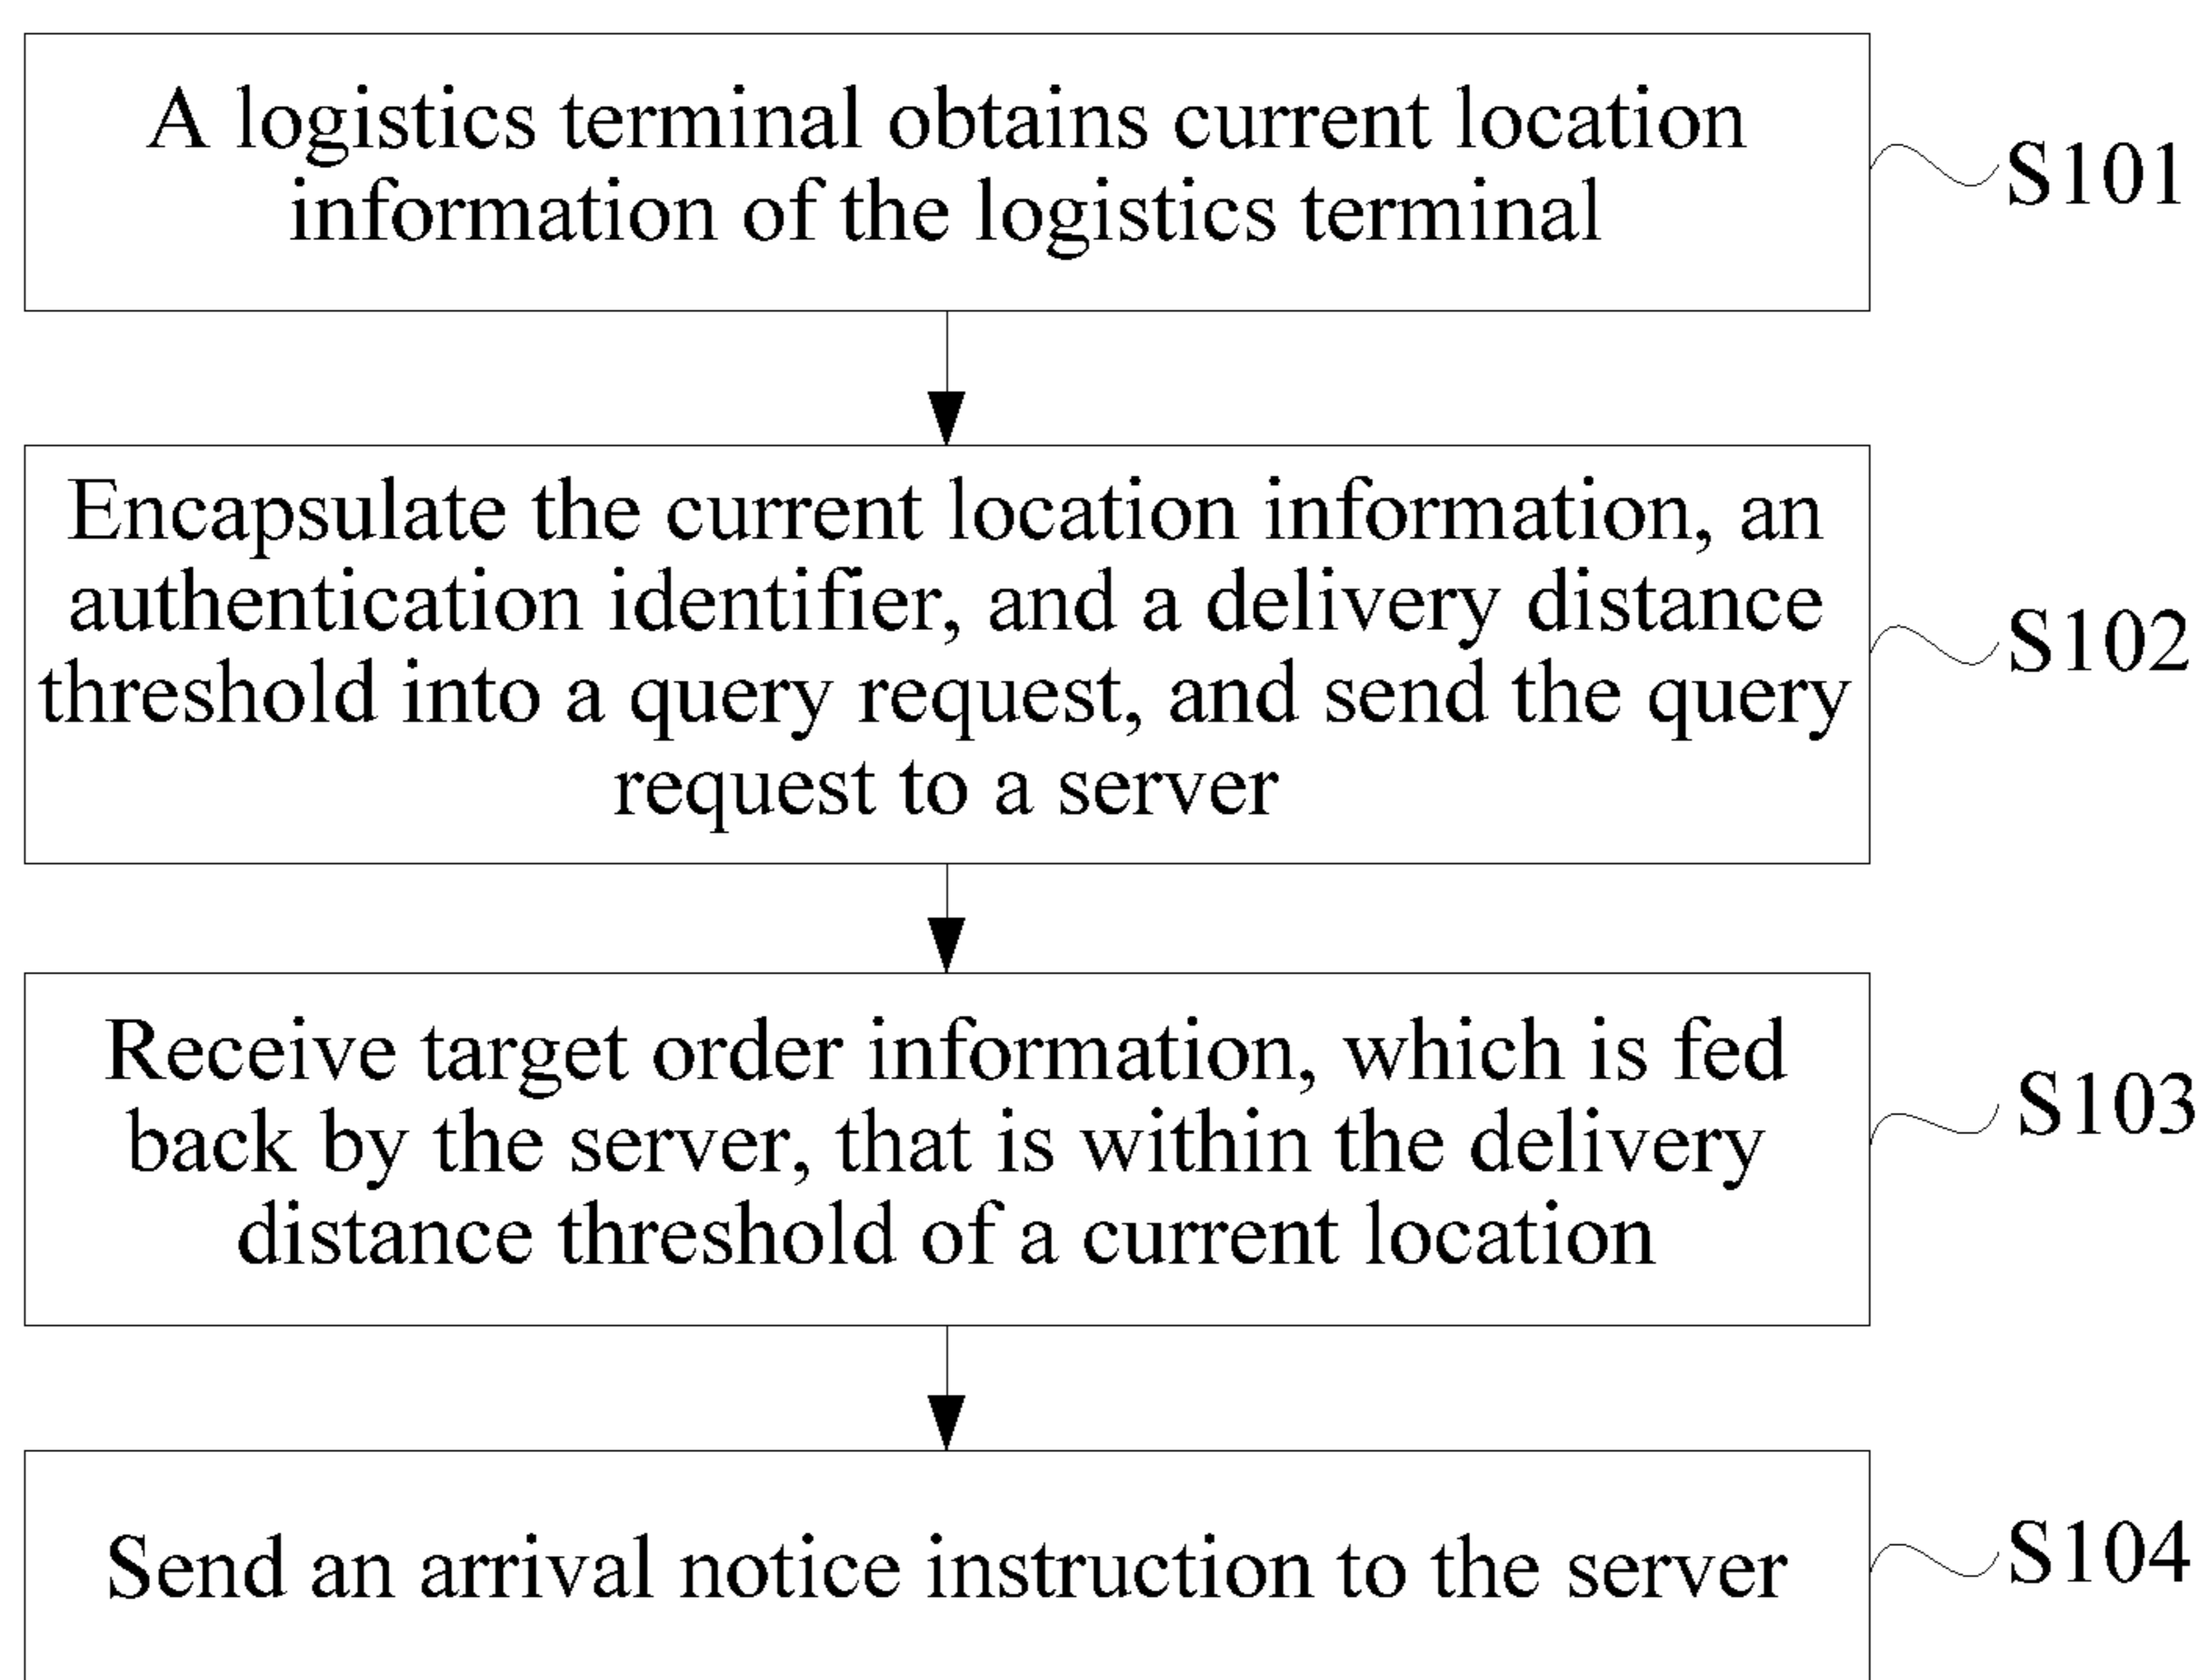 A logistics terminal obtains current location
information of the logistics terminal
S101
Encapsulate the current location information, an
authentication identifier, and a delivery distance
threshold into a query request, and send the query
request to a server
S102
Receive target order information, which is fed
back by the server, that is within the delivery
distance threshold of a current location
S103
Send an arrival notice instruction to the server
S104